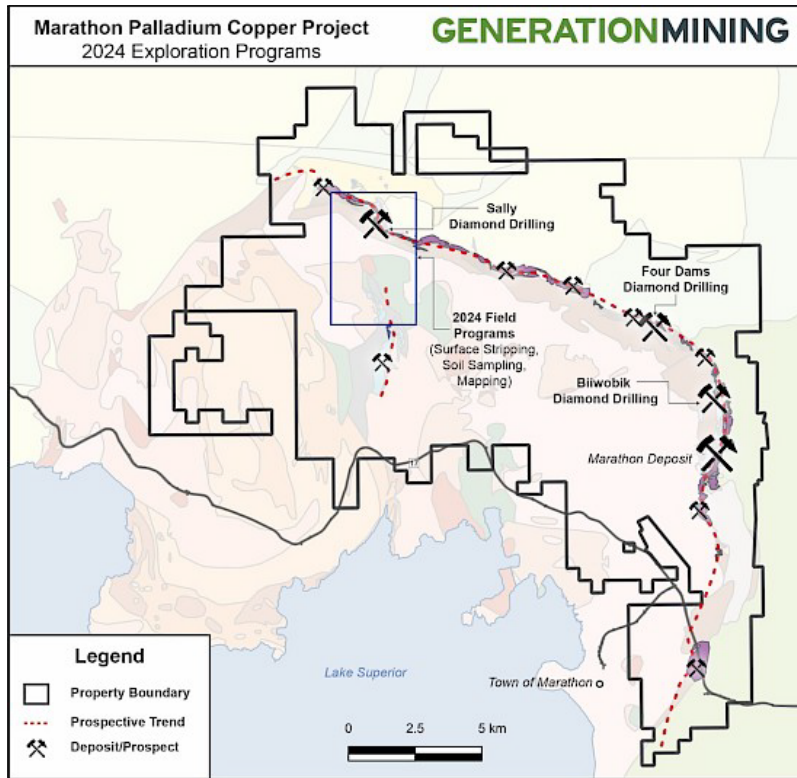 Marathon Palladium Copper Project
2024 Exploration Programs
GENERATIONMINING
Sally
Diamond Drilling
Four Dams
Diamond Drilling
2024 Field
Programs
(Surface Stripping,
Soil Sampling,
Mapping)
Biiwobik
Diamond Drilling
Marathon Deposit
17
Legend
Property Boundary
Prospective Trend
Deposit/Prospect
Lake Superior
Town of Marathon
0 2.5 5 km